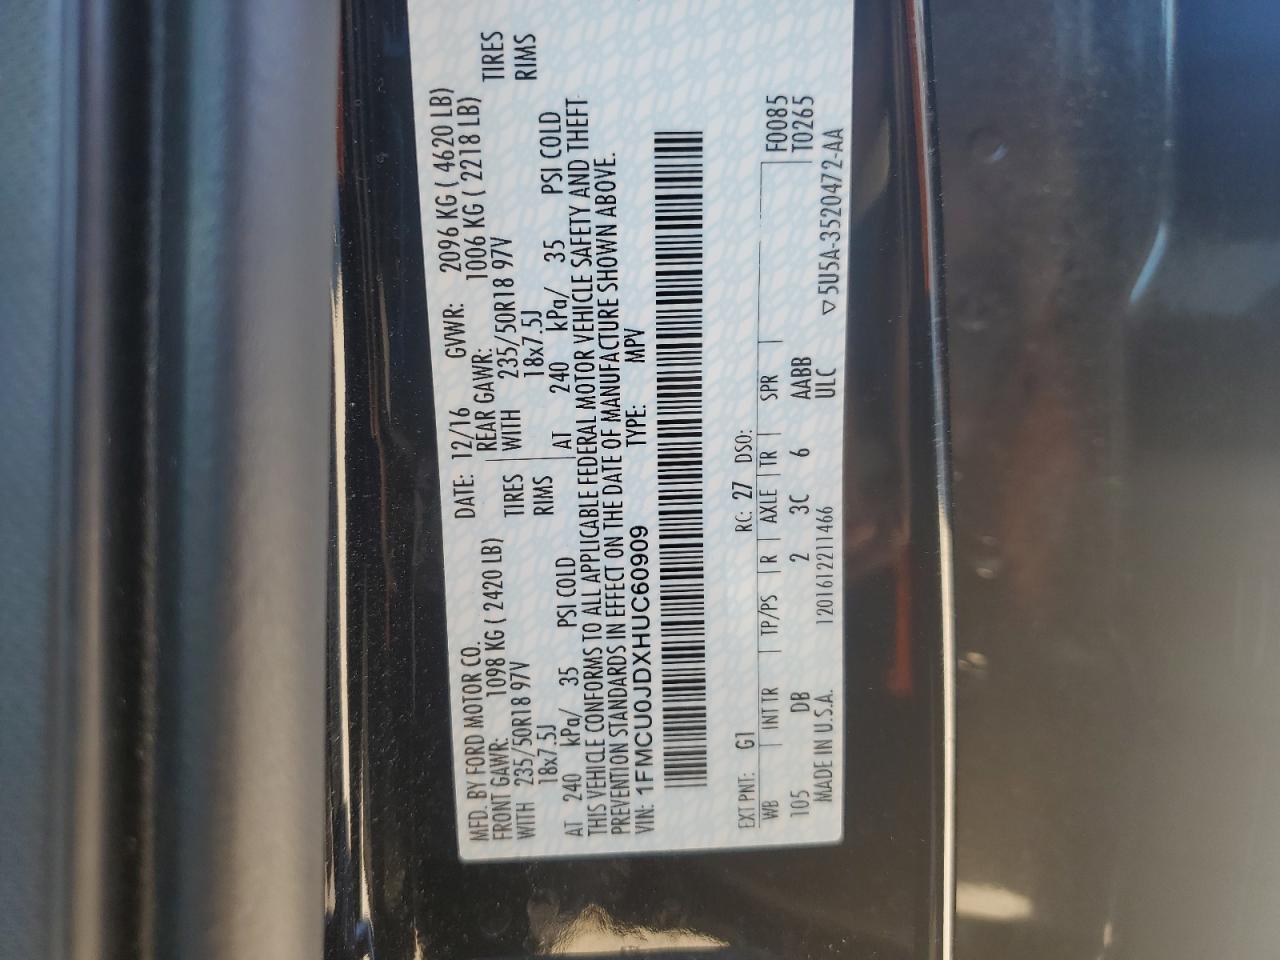 MFD. BY FORD MOTOR CO. DATE: 12/16 GVWR: 2096 KG ( 4620 LB)
FRONT GAWR: 1098 KG ( 2420 LB) REAR GAWR: 1006 KG ( 2218 LB)
WITH 235/50R18 97V TIRES WITH 235/50R18 97V TIRES
18x7.5J RIMS 18x7.5J RIMS
AT 240 kPa/ 35 PSI COLD AT 240 kPa/ 35 PSI COLD
THIS VEHICLE CONFORMS TO ALL APPLICABLE FEDERAL MOTOR VEHICLE SAFETY AND THEFT
PREVENTION STANDARDS IN EFFECT ON THE DATE OF MANUFACTURE SHOWN ABOVE.
VIN: 1FMCU0JDXHUC60909 TYPE: MPV
EXT PNT: G1 RC: 27 DSO: F0085
WB INT TR TP/PS R AXLE TR SPR T0265
105 DB 2 3C 6 AABB
MADE IN U.S.A. 1201612211466 ULC ▽5U5A-3520472-AA